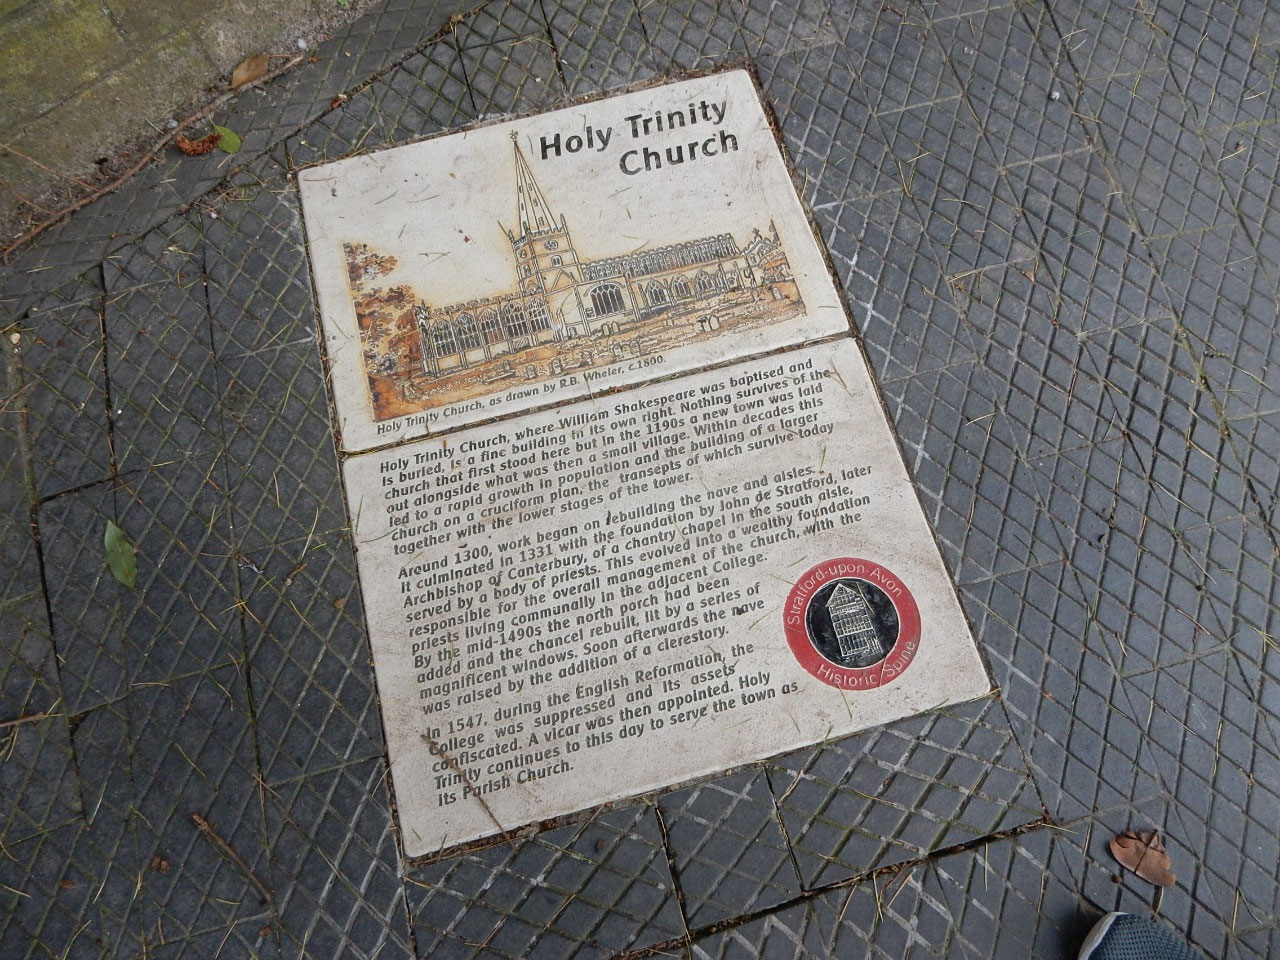 Holy Trinity
Church
Holy Trinity Church, as drawn by R.B. Wheler, c.1800.
Holy Trinity Church, where William Shakespeare was baptised and
is buried, is a fine building in its own right. Nothing survives of the
church that first stood here but in the 1190s a new town was laid
out alongside what was then a small village. Within decades this
led to a rapid growth in population and the building of a larger
church on a cruciform plan, the transepts of which survive today
together with the lower stages of the tower.
Around 1300, work began on rebuilding the nave and aisles.
It culminated in 1331 with the foundation by John de Stratford, later
Archbishop of Canterbury, of a chantry chapel in the south aisle,
served by a body of priests. This evolved into a wealthy foundation
responsible for the overall management of the church, with the
priests living communally in the adjacent College.
By the mid-1490s the north porch had been
added and the chancel rebuilt, lit by a series of
magnificent windows. Soon afterwards the nave
was raised by the addition of a clerestory.
In 1547, during the English Reformation, the
College was suppressed and its assets
confiscated. A vicar was then appointed. Holy
Trinity continues to this day to serve the town as
its Parish Church.
Stratford-upon-Avon
Historic Spine